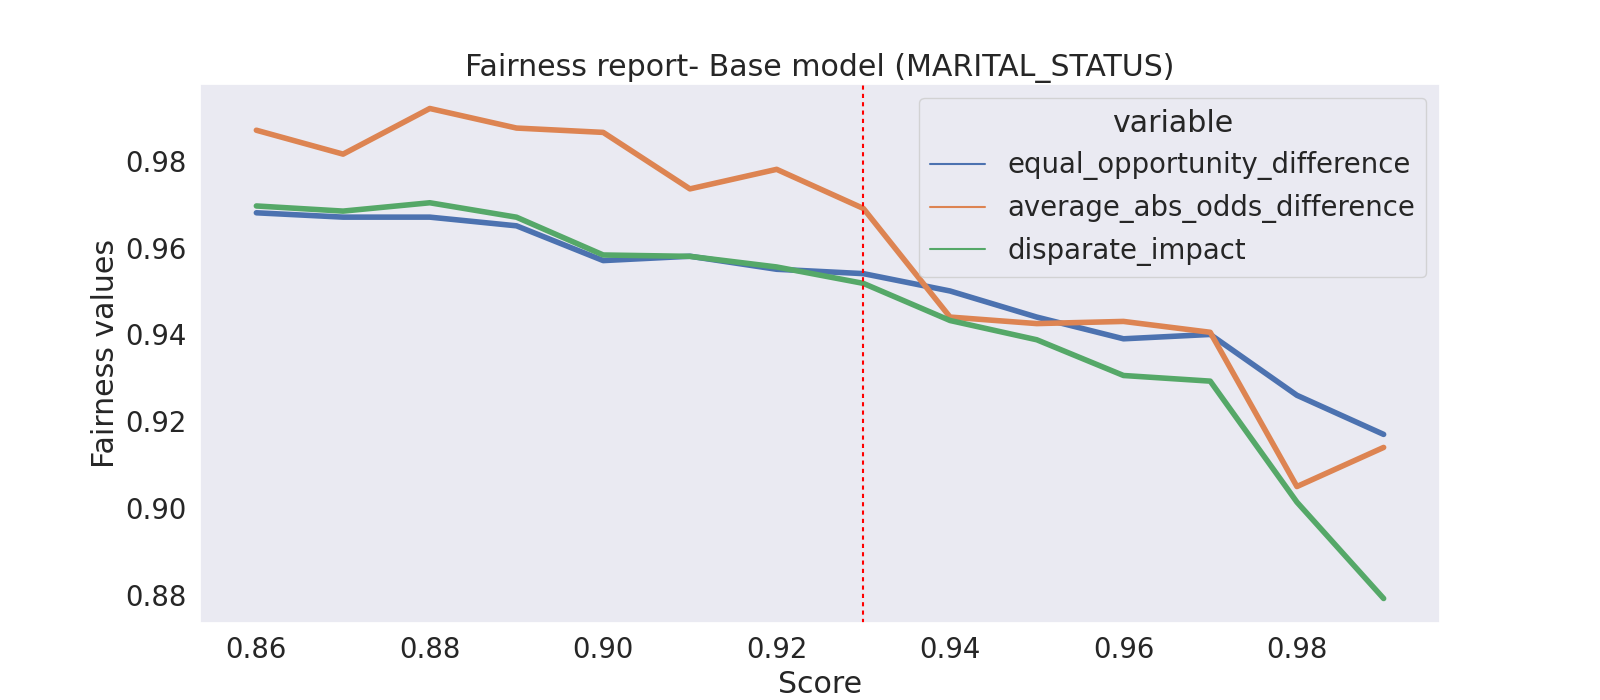 Fairness report- Base model (MARITAL_STATUS)
variable
equal_opportunity_difference
average_abs_odds_difference
disparate_impact
Fairness values
0.98
0.96
0.94
0.92
0.90
0.88
0.86 0.88 0.90 0.92 0.94 0.96 0.98
Score